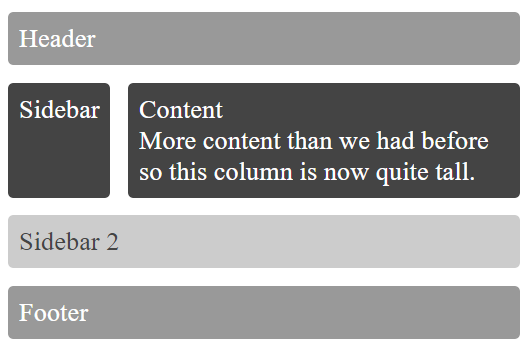 Header
Sidebar
Content
More content than we had before
so this column is now quite tall.
Sidebar 2
Footer